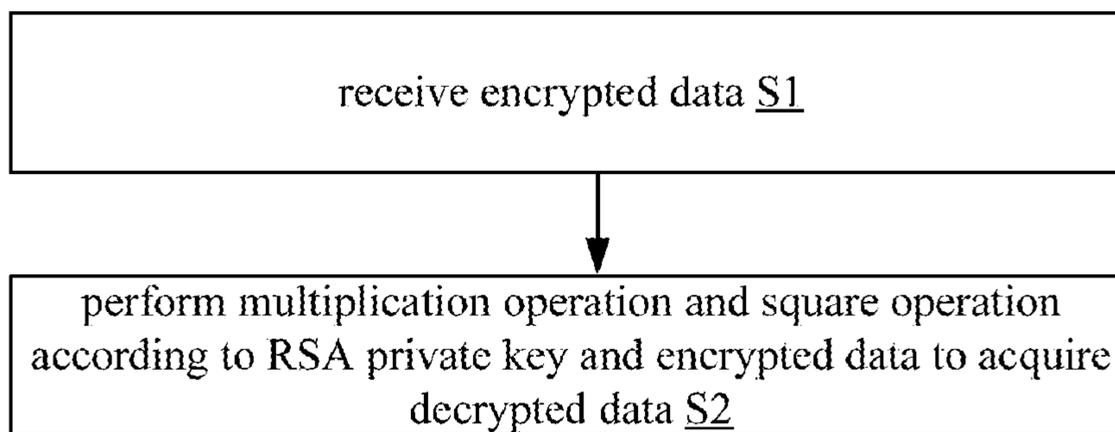 receive encrypted data S1
perform multiplication operation and square operation
according to RSA private key and encrypted data to acquire
decrypted data S2